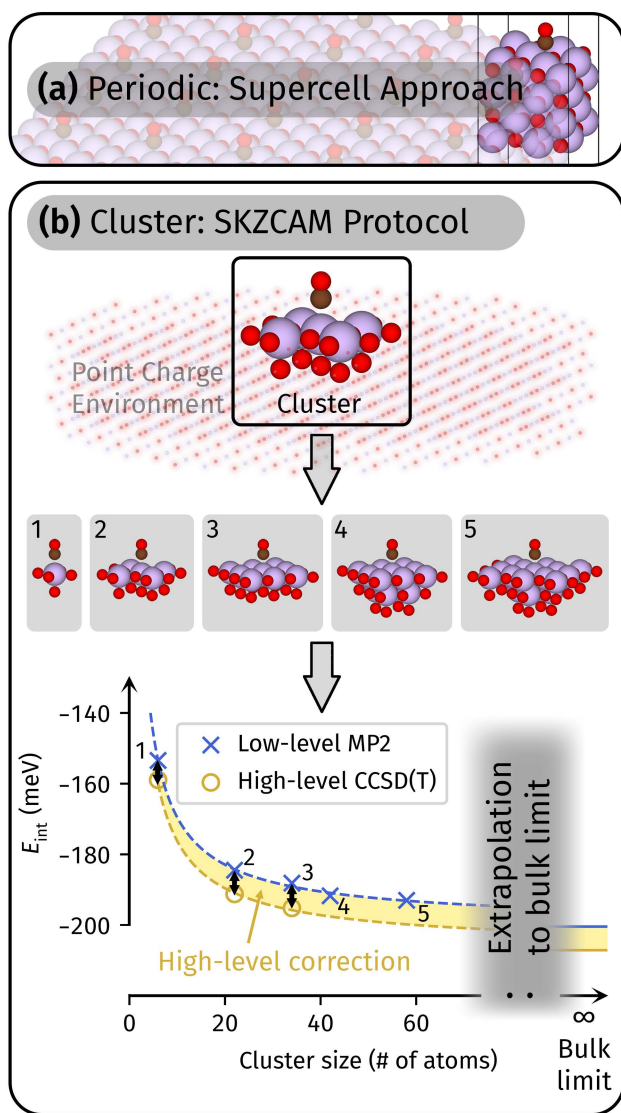 (a) Periodic: Supercell Approach
(b) Cluster: SKZCAM Protocol
Point Charge
Environment
Cluster
1
2
3
4
5
−140
−160
−180
−200
E_int (meV)
Low-level MP2
High-level CCSD(T)
1
2
3
4
5
High-level correction
Extrapolation
to bulk limit
0
20
40
60
∞
Cluster size (# of atoms)
Bulk
limit